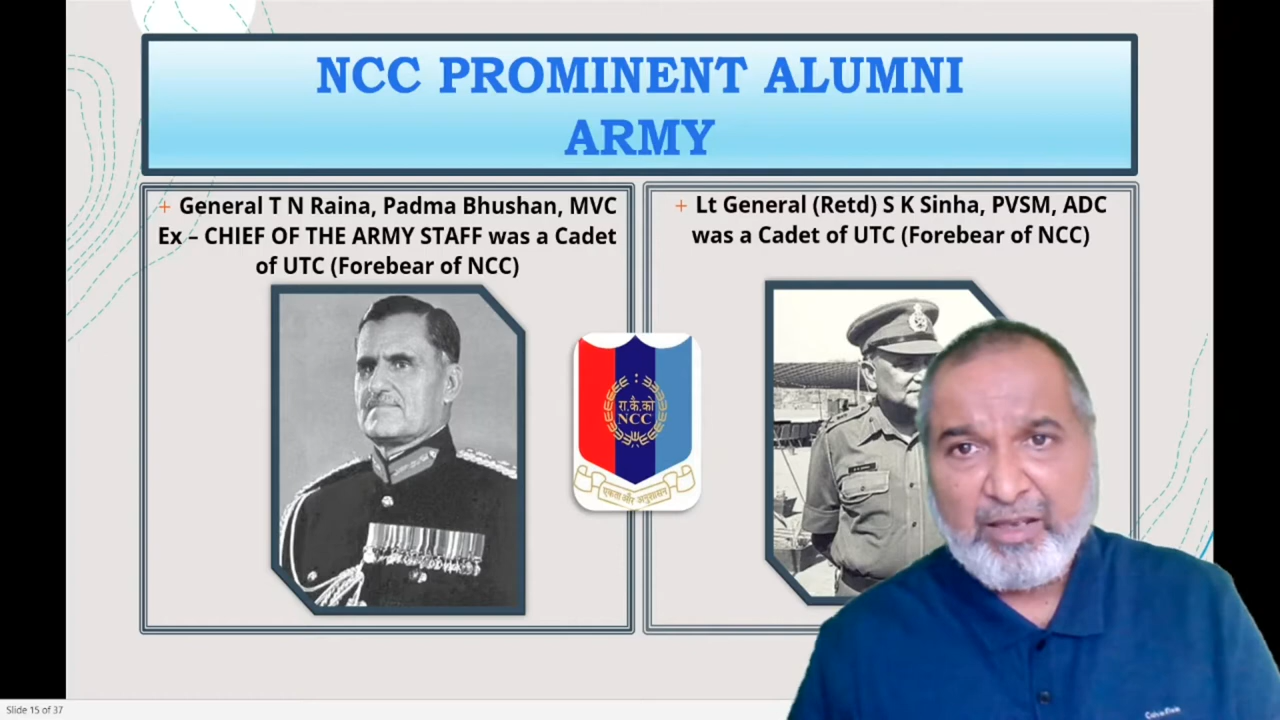 NCC PROMINENT ALUMNI
ARMY
+ General T N Raina, Padma Bhushan, MVC
Ex – CHIEF OF THE ARMY STAFF was a Cadet
of UTC (Forebear of NCC)
+ Lt General (Retd) S K Sinha, PVSM, ADC
was a Cadet of UTC (Forebear of NCC)
रा.कै.को
NCC
एकता और अनुशासन
Slide 15 of 37
Calvin Klein